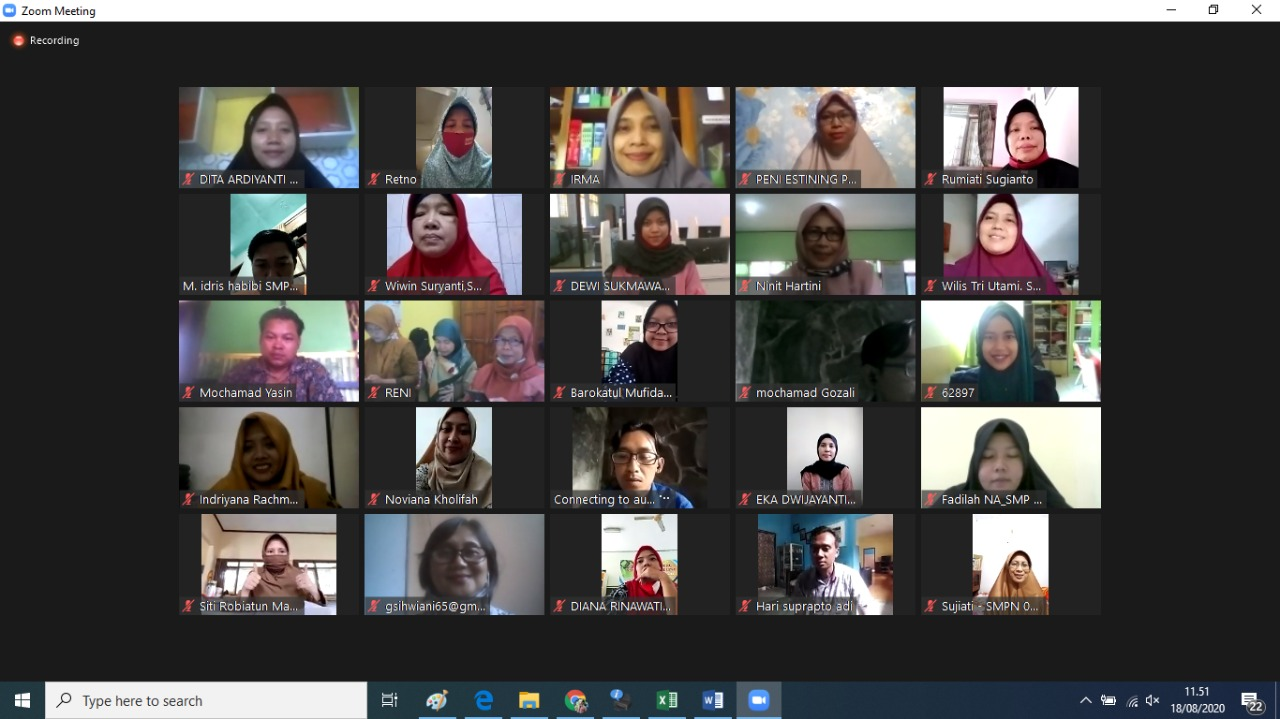 Zoom Meeting
Recording
DITA ARDIYANTI ...
Retno
IRMA
PENI ESTINING P...
Rumiati Sugianto
M. idris habibi SMP...
Wiwin Suryanti,S...
DEWI SUKMAWA...
Ninit Hartini
Wilis Tri Utami. S...
Mochamad Yasin
RENI
Barokatul Mufida...
mochamad Gozali
62897
Indriyana Rachm...
Noviana Kholifah
Connecting to au...
EKA DWIJAYANTI...
Fadilah NA_SMP ...
Siti Robiatun Ma...
gsihwiani65@gm...
DIANA RINAWATI...
Hari suprapto adi
Sujiati - SMPN 0...
Type here to search
11.51
18/08/2020
22